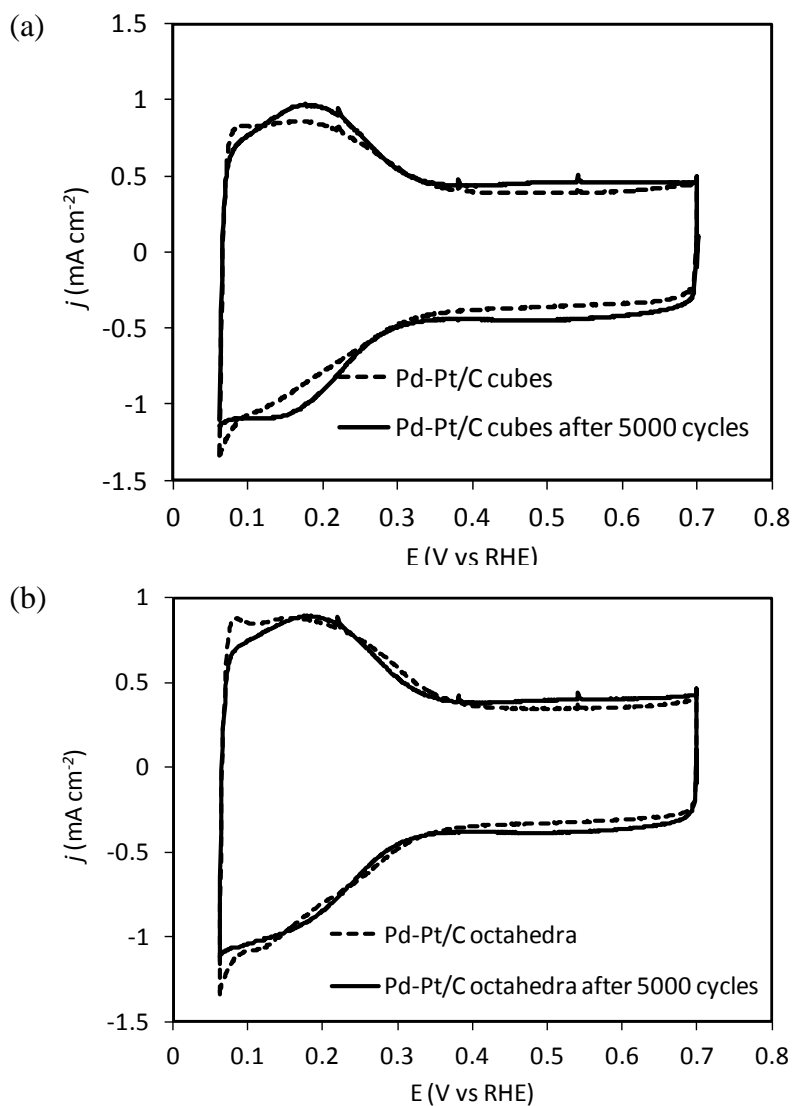 (a)
1.5
1
0.5
0
-0.5
-1
-1.5
j (mA cm-2)
Pd-Pt/C cubes
Pd-Pt/C cubes after 5000 cycles
0 0.1 0.2 0.3 0.4 0.5 0.6 0.7 0.8
E (V vs RHE)
(b)
1
0.5
0
-0.5
-1
-1.5
j (mA cm-2)
Pd-Pt/C octahedra
Pd-Pt/C octahedra after 5000 cycles
0 0.1 0.2 0.3 0.4 0.5 0.6 0.7 0.8
E (V vs RHE)